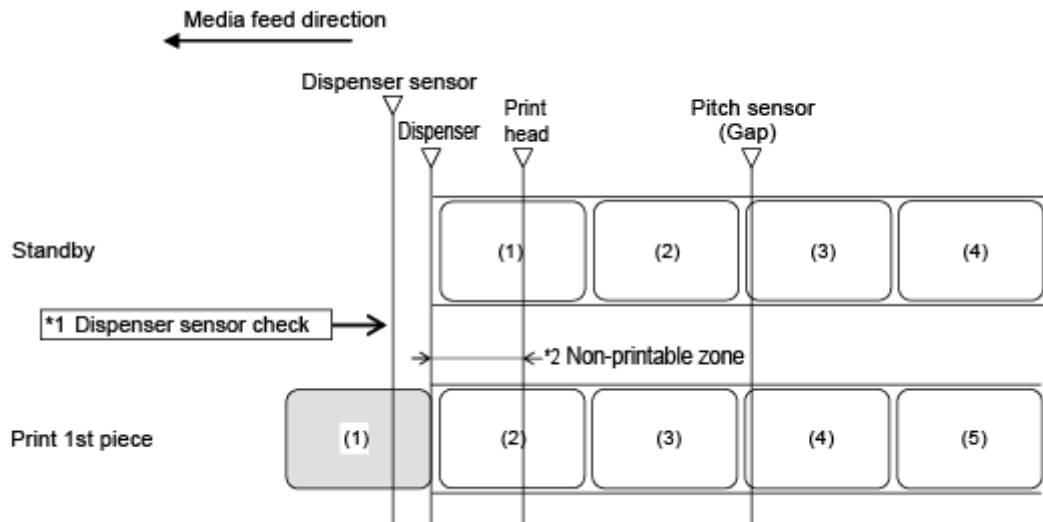 Media feed direction
Dispenser sensor
Dispenser
Print
head
Pitch sensor
(Gap)
Standby
(1)
(2)
(3)
(4)
*1 Dispenser sensor check
*2 Non-printable zone
Print 1st piece
(1)
(2)
(3)
(4)
(5)